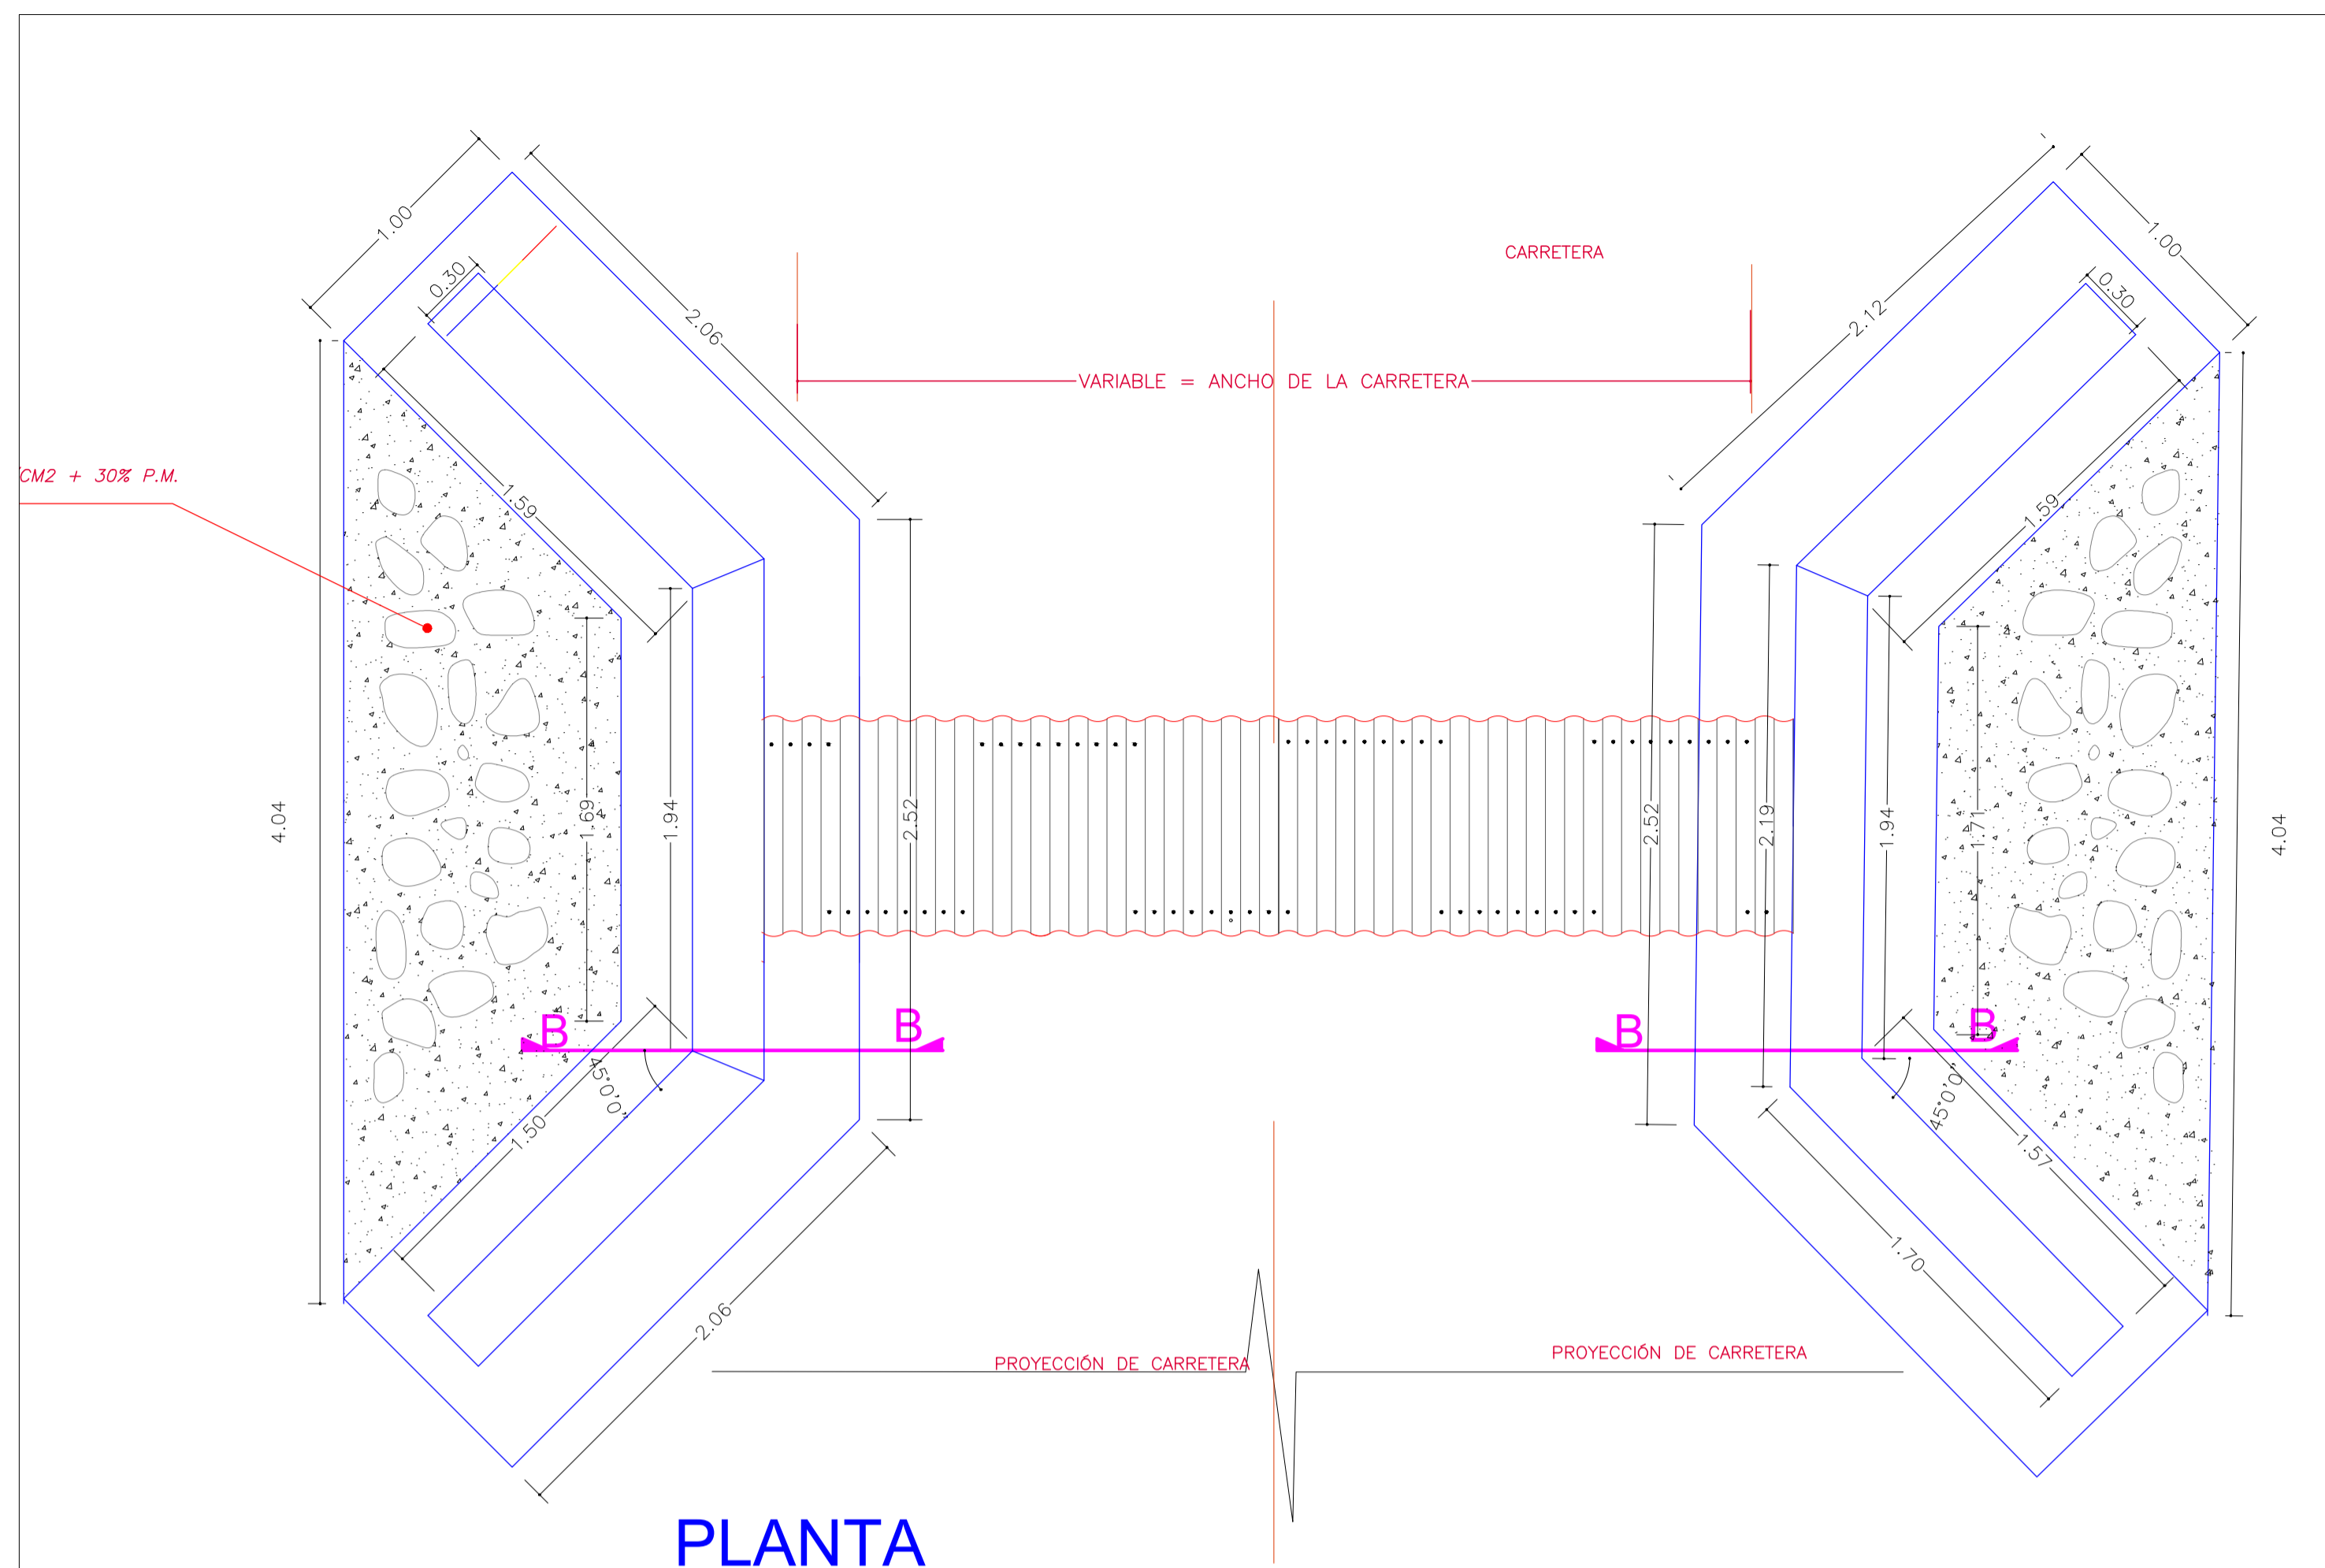 1.00
0.30
2.06
CARRETERA
2.12
1.00
0.30
VARIABLE = ANCHO DE LA CARRETERA
CM2 + 30% P.M.
1.59
1.59
4.04
1.69
1.94
2.52
2.52
2.19
1.94
1.71
4.04
B
B
B
B
45°0'0"
45°0'0"
1.50
1.57
2.06
1.70
PROYECCIÓN DE CARRETERA
PROYECCIÓN DE CARRETERA
PLANTA